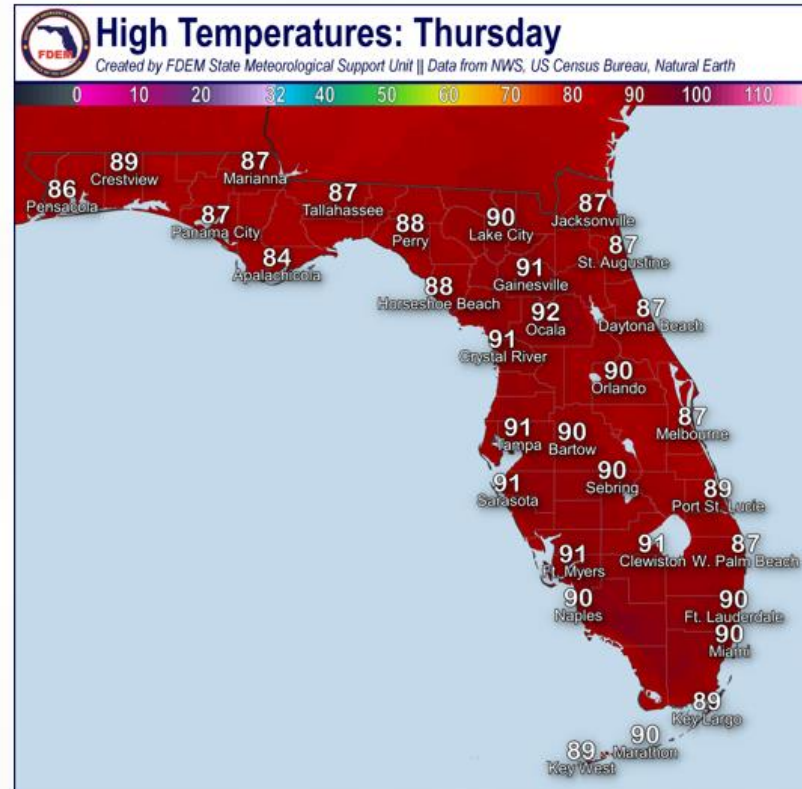 FDEM
High Temperatures: Thursday
Created by FDEM State Meteorological Support Unit || Data from NWS, US Census Bureau, Natural Earth
0 10 20 32 40 50 60 70 80 90 100 110
89
Crestview
87
Marianna
86
Pensacola
87
Panama City
84
Apalachicola
87
Tallahassee
88
Perry
90
Lake City
87
Jacksonville
87
St. Augustine
91
Gainesville
88
Horseshoe Beach
92
Ocala
87
Daytona Beach
91
Crystal River
90
Orlando
87
Melbourne
91
Tampa
90
Bartow
90
Sebring
91
Sarasota
89
Port St. Lucie
91
Ft. Myers
91
Clewiston
87
W. Palm Beach
90
Naples
90
Ft. Lauderdale
90
Miami
89
Key Largo
90
Marathon
89
Key West